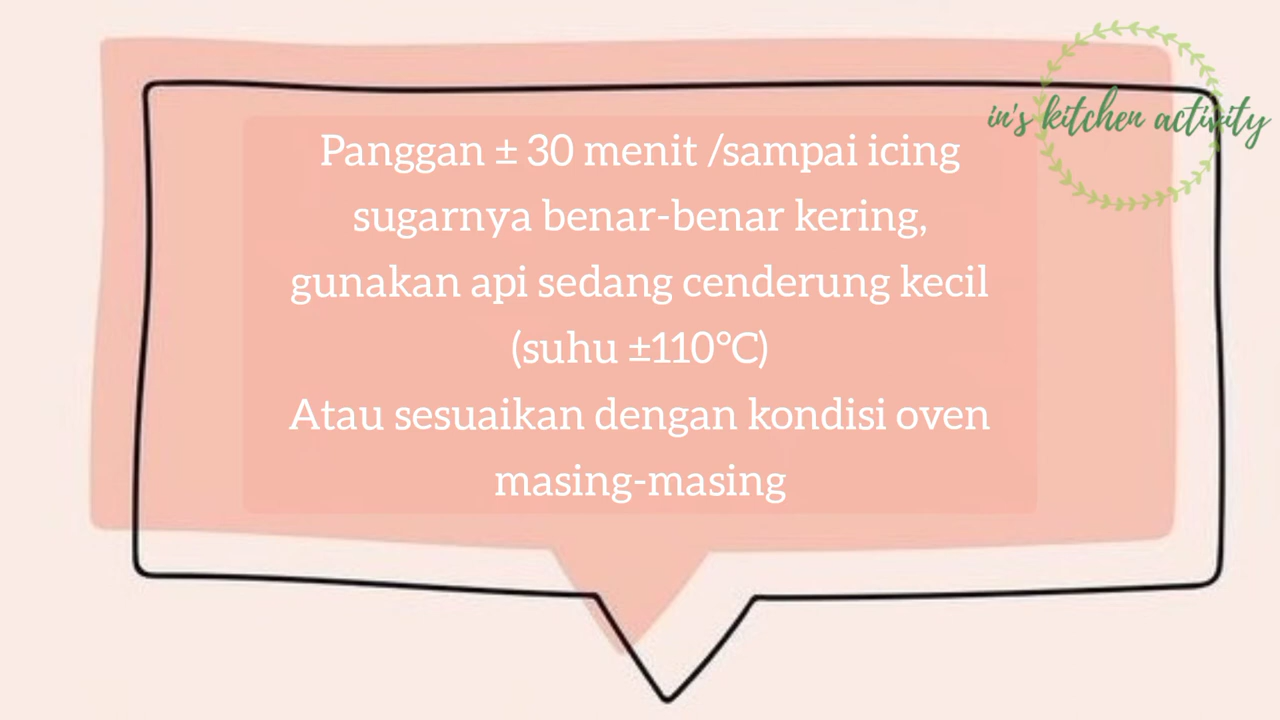 in's kitchen activity
Panggan ± 30 menit /sampai icing
sugarnya benar-benar kering,
gunakan api sedang cenderung kecil
(suhu ±110°C)
Atau sesuaikan dengan kondisi oven
masing-masing